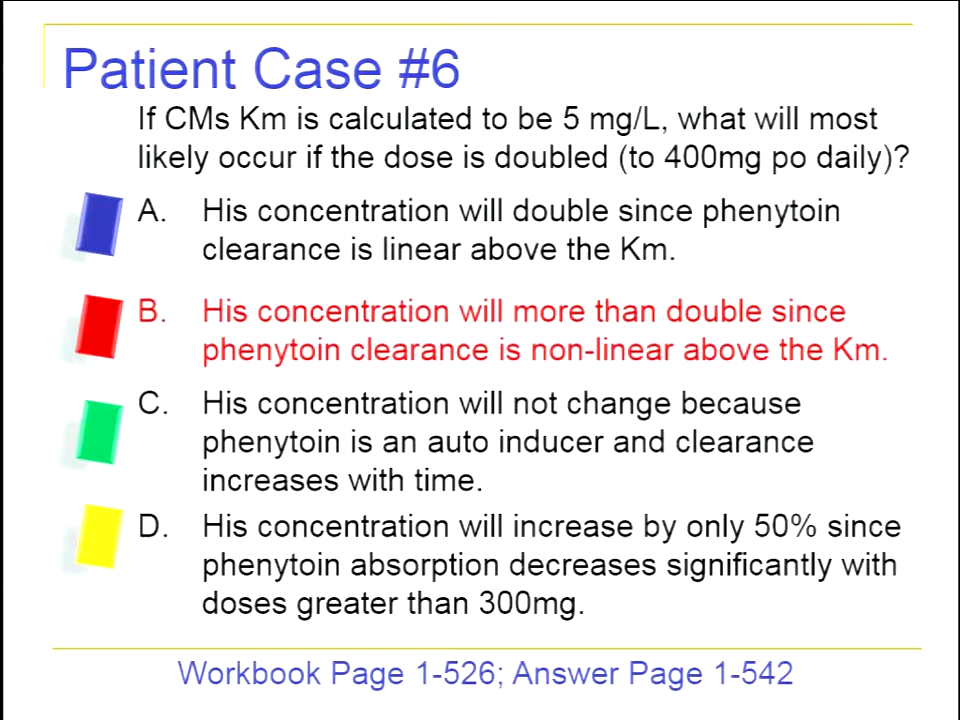 Patient Case #6
If CMs Km is calculated to be 5 mg/L, what will most
likely occur if the dose is doubled (to 400mg po daily)?
A. His concentration will double since phenytoin
clearance is linear above the Km.
B. His concentration will more than double since
phenytoin clearance is non-linear above the Km.
C. His concentration will not change because
phenytoin is an auto inducer and clearance
increases with time.
D. His concentration will increase by only 50% since
phenytoin absorption decreases significantly with
doses greater than 300mg.
Workbook Page 1-526; Answer Page 1-542